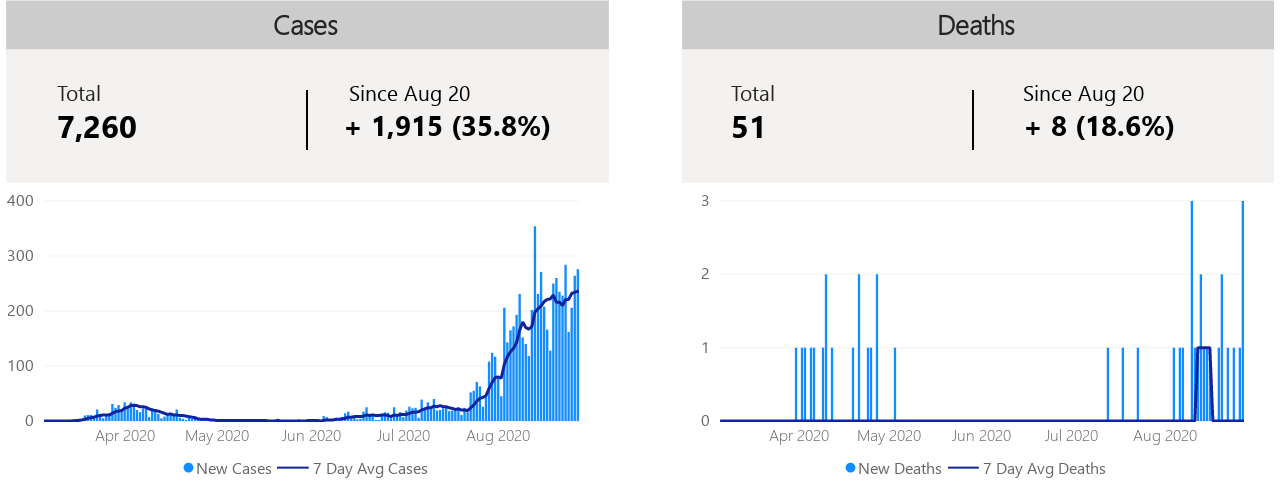 Cases
Total
7,260
Since Aug 20
+ 1,915 (35.8%)
400
300
200
100
0
Apr 2020 May 2020 Jun 2020 Jul 2020 Aug 2020
New Cases 7 Day Avg Cases
Deaths
Total
51
Since Aug 20
+ 8 (18.6%)
3
2
1
0
Apr 2020 May 2020 Jun 2020 Jul 2020 Aug 2020
New Deaths 7 Day Avg Deaths